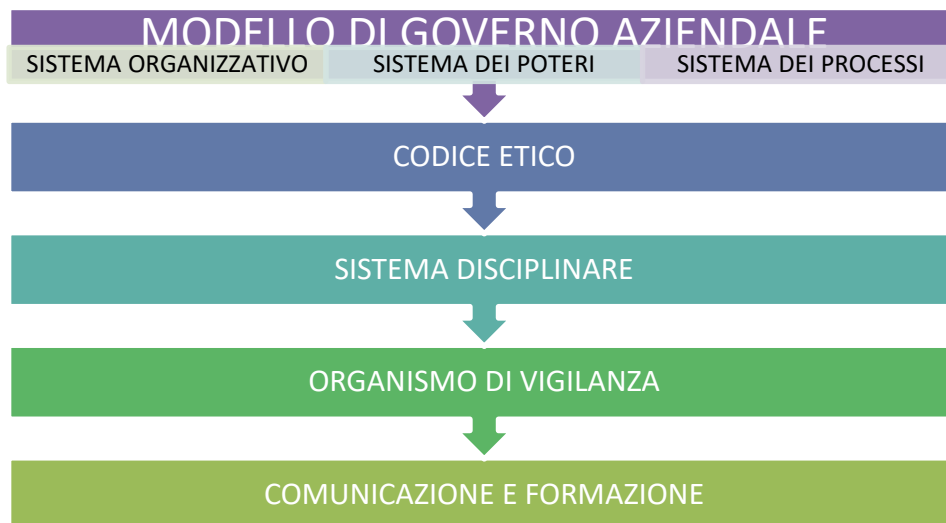 MODELLO DI GOVERNO AZIENDALE
SISTEMA ORGANIZZATIVO SISTEMA DEI POTERI SISTEMA DEI PROCESSI
CODICE ETICO
SISTEMA DISCIPLINARE
ORGANISMO DI VIGILANZA
COMUNICAZIONE E FORMAZIONE